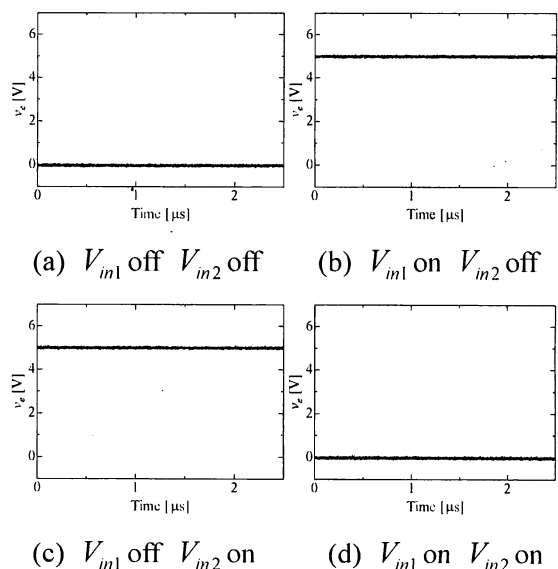 6
4
2
0
v_e [V]
0 1 2
Time [μs]
(a) V_in1 off V_in2 off
6
4
2
0
v_e [V]
0 1 2
Time [μs]
(b) V_in1 on V_in2 off
6
4
2
0
v_e [V]
0 1 2
Time [μs]
(c) V_in1 off V_in2 on
6
4
2
0
v_e [V]
0 1 2
Time [μs]
(d) V_in1 on V_in2 on